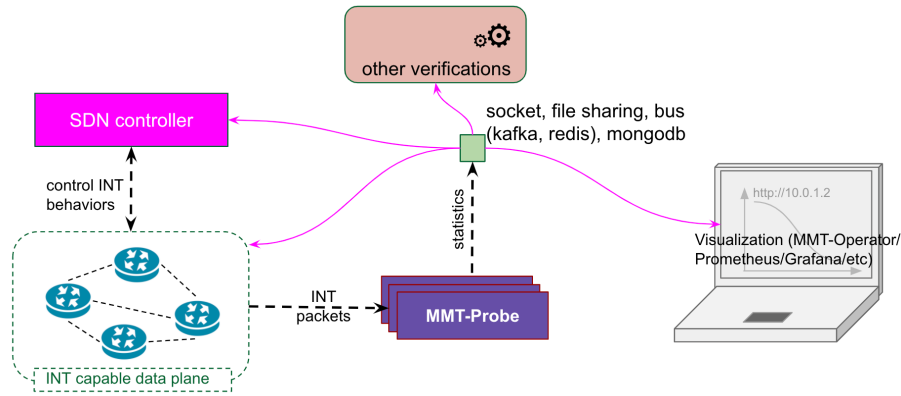 other verifications
SDN controller
socket, file sharing, bus
(kafka, redis), mongodb
control INT
behaviors
statistics
http://10.0.1.2
Visualization (MMT-Operator/
Prometheus/Grafana/etc)
INT
packets
MMT-Probe
INT capable data plane